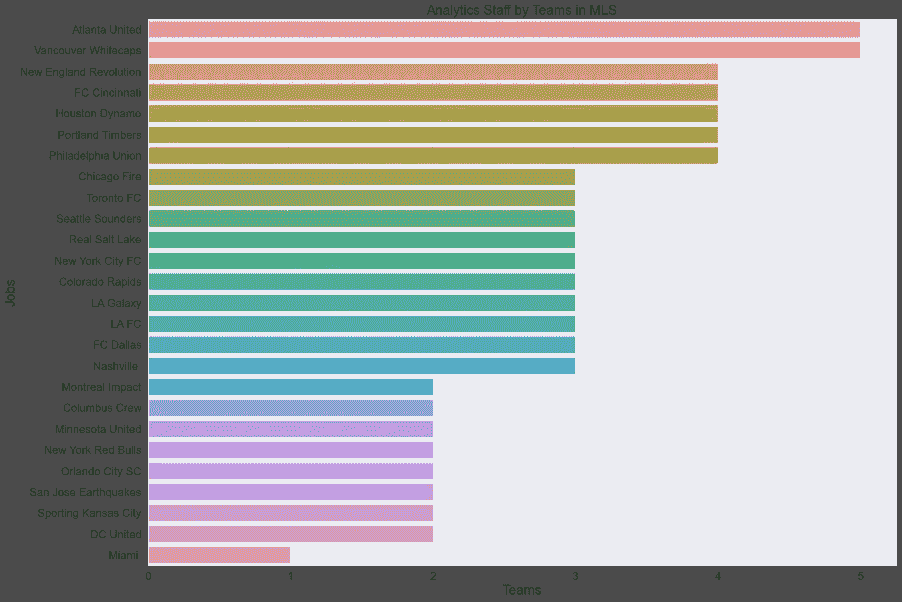 Analytics Staff by Teams in MLS
Atlanta United
Vancouver Whitecaps
New England Revolution
FC Cincinnati
Houston Dynamo
Portland Timbers
Philadelphia Union
Chicago Fire
Toronto FC
Seattle Sounders
Real Salt Lake
New York City FC
Colorado Rapids
LA Galaxy
LA FC
FC Dallas
Nashville
Montreal Impact
Columbus Crew
Minnesota United
New York Red Bulls
Orlando City SC
San Jose Earthquakes
Sporting Kansas City
DC United
Miami
Jobs
0 1 2 3 4 5
Teams